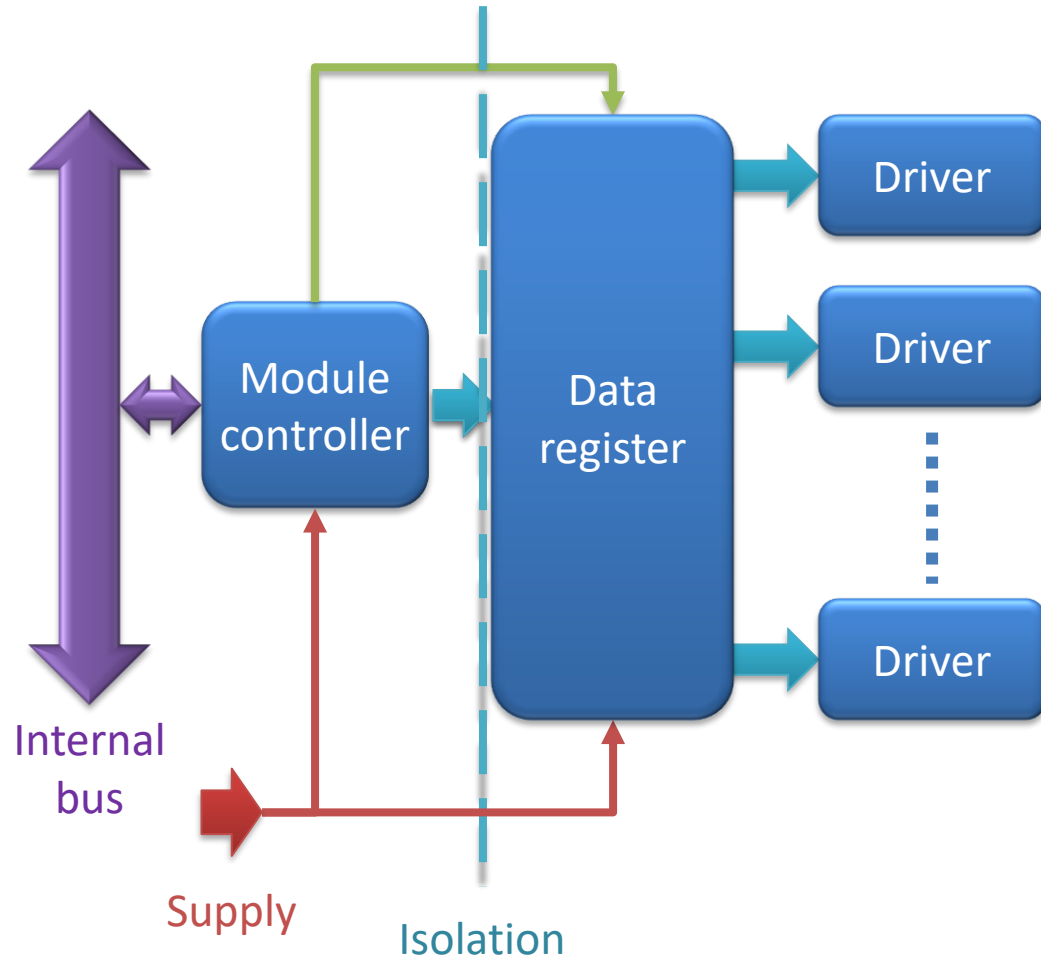 Driver
Driver
Module
controller
Data
register
Driver
Internal
bus
Supply
Isolation